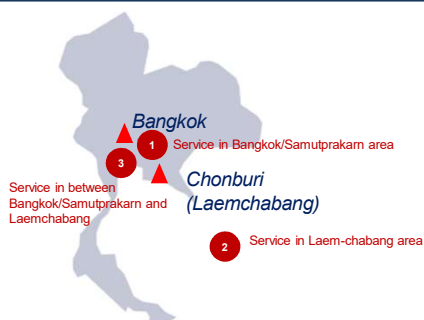 Bangkok
1
Service in Bangkok/Samutprakarn area
3
Service in between
Bangkok/Samutprakarn and
Laemchabang
Chonburi
(Laemchabang)
2
Service in Laem-chabang area